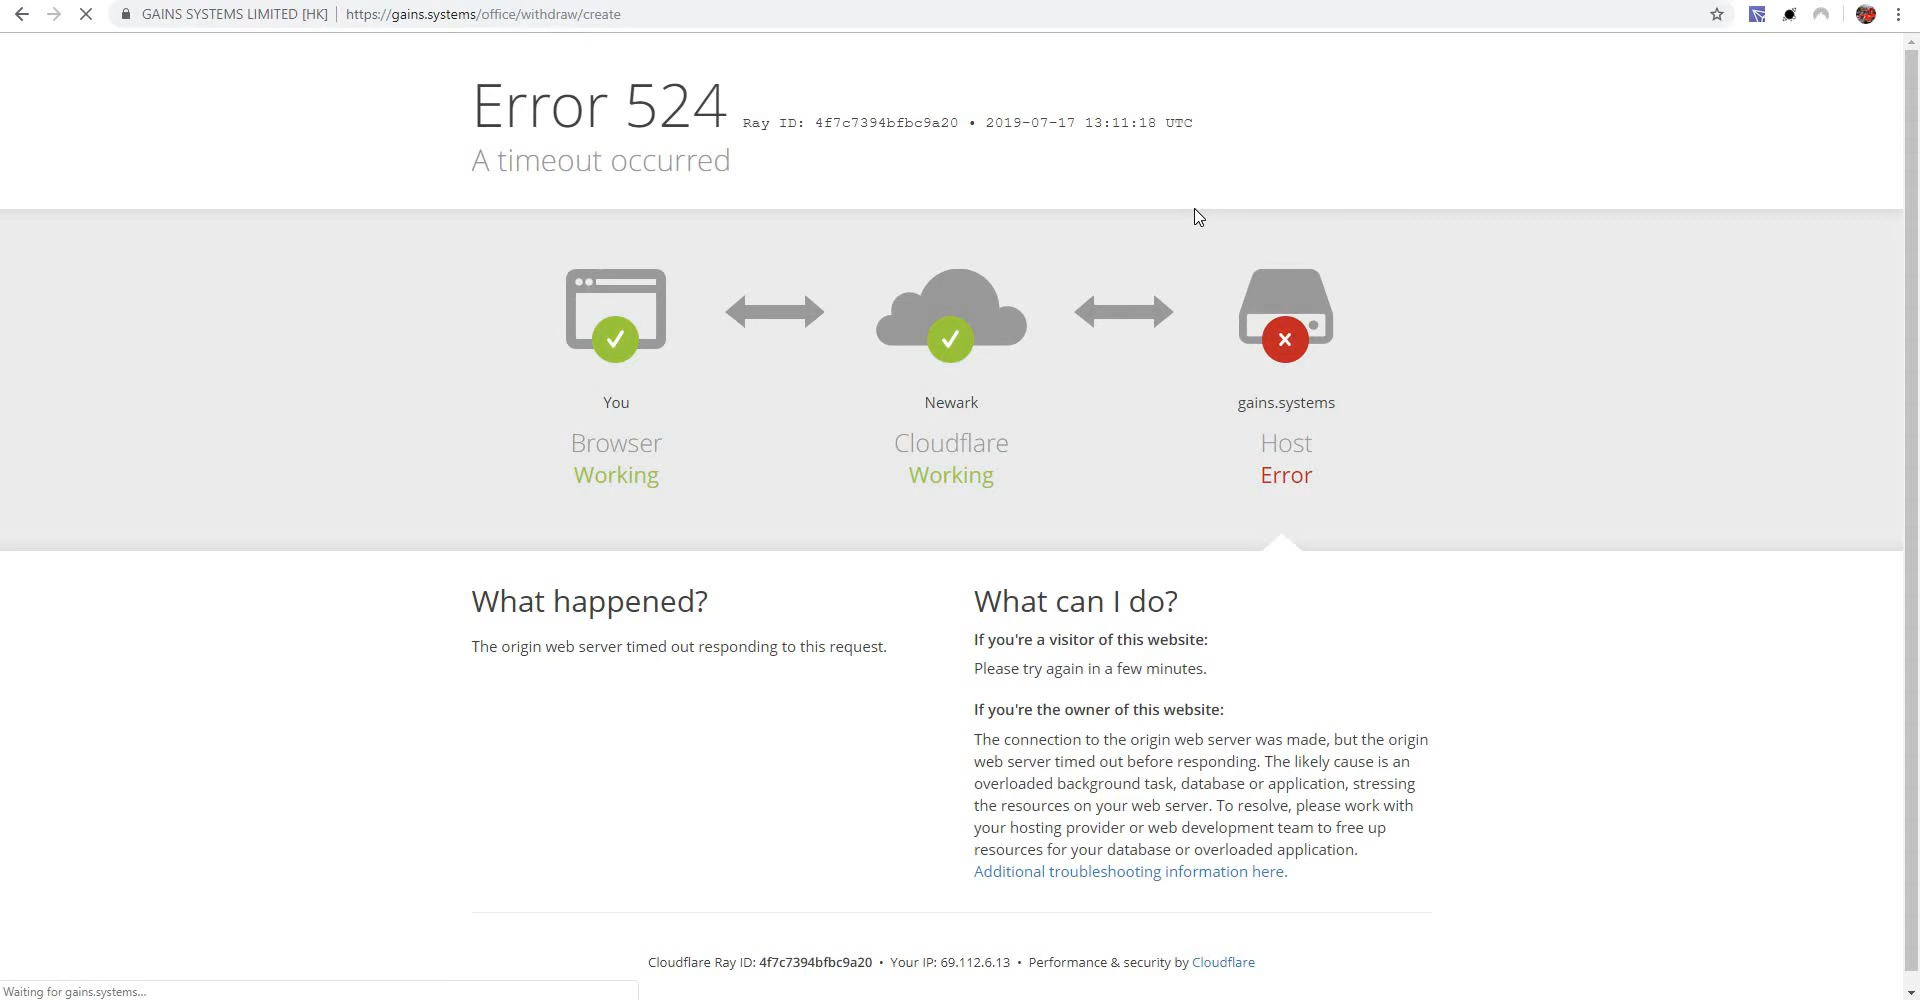 GAINS SYSTEMS LIMITED [HK] | https://gains.systems/office/withdraw/create
Error 524 Ray ID: 4f7c7394bfbc9a20 • 2019-07-17 13:11:18 UTC
A timeout occurred
You
Browser
Working
Newark
Cloudflare
Working
gains.systems
Host
Error
What happened?
The origin web server timed out responding to this request.
What can I do?
If you're a visitor of this website:
Please try again in a few minutes.
If you're the owner of this website:
The connection to the origin web server was made, but the origin
web server timed out before responding. The likely cause is an
overloaded background task, database or application, stressing
the resources on your web server. To resolve, please work with
your hosting provider or web development team to free up
resources for your database or overloaded application.
Additional troubleshooting information here.
Cloudflare Ray ID: 4f7c7394bfbc9a20 • Your IP: 69.112.6.13 • Performance & security by Cloudflare
Waiting for gains.systems...